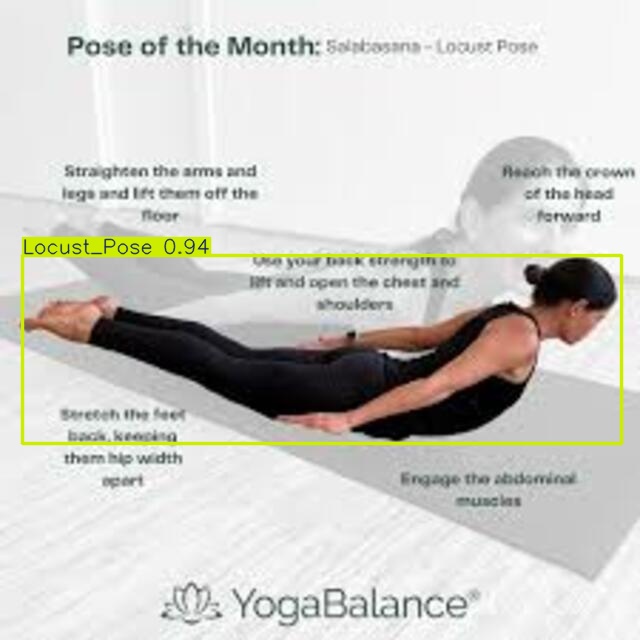 Pose of the Month: Salabasana - Locust Pose
Straighten the arms and
legs and lift them off the
floor
Reach the crown
of the head
forward
Locust_Pose 0.94
Use your back strength to
lift and open the chest and
shoulders
Stretch the feet
back, keeping
them hip width
apart
Engage the abdominal
muscles
YogaBalance®